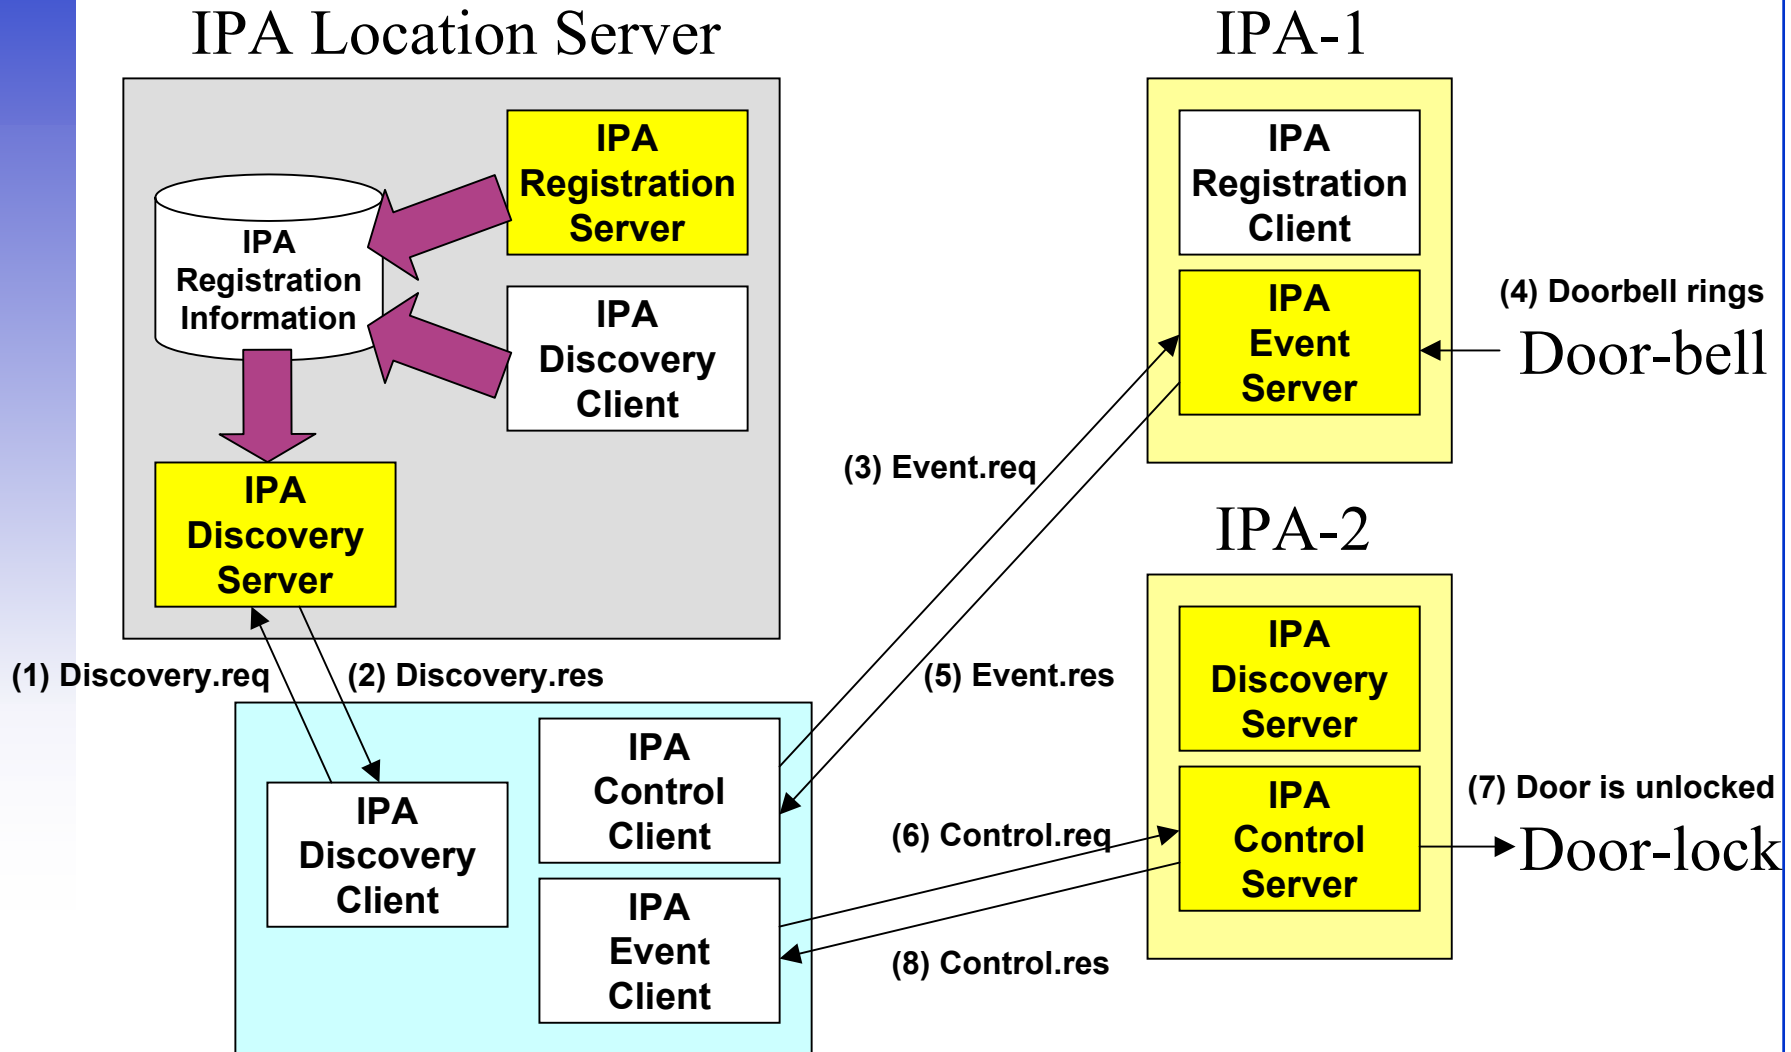 IPA Location Server
IPA
Registration
Server
IPA
Registration
Information
IPA
Discovery
Client
IPA
Discovery
Server
(1) Discovery.req
(2) Discovery.res
IPA
Discovery
Client
IPA
Control
Client
IPA
Event
Client
(3) Event.req
(5) Event.res
(6) Control.req
(8) Control.res
IPA-1
IPA
Registration
Client
IPA
Event
Server
(4) Doorbell rings
Door-bell
IPA-2
IPA
Discovery
Server
IPA
Control
Server
(7) Door is unlocked
Door-lock